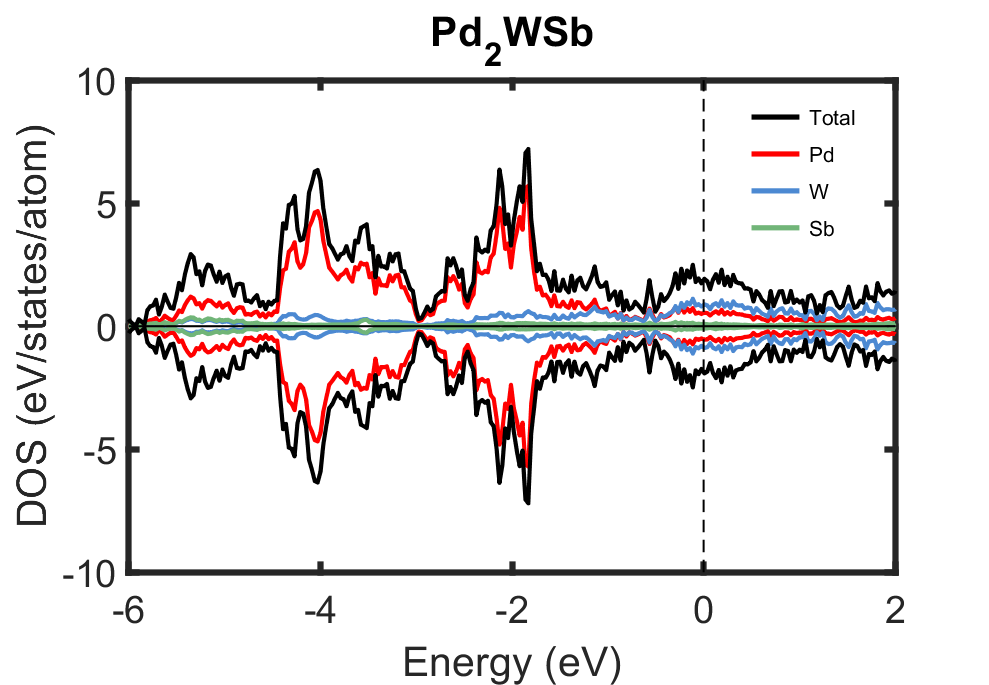 Pd2WSb
10
5
0
-5
-10
DOS (eV/states/atom)
Total
Pd
W
Sb
-6 -4 -2 0 2
Energy (eV)